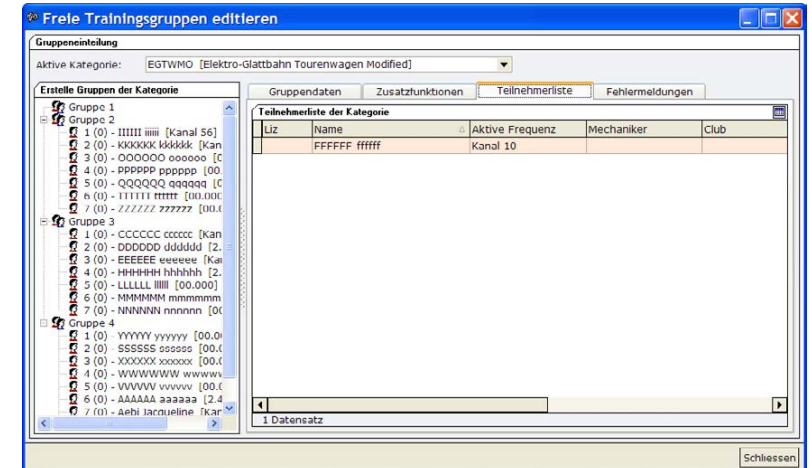 Freie Trainingsgruppen editieren
Gruppeneinteilung
Aktive Kategorie: EGTWMO [Elektro-Glattbahn Tourenwagen Modified]
Erstelle Gruppen der Kategorie
Gruppe 1
Gruppe 2
1 (0) - IIIIII iiiiii [Kanal 56]
2 (0) - KKKKKK kkkkkk [Kan
3 (0) - OOOOOO oooooo [0
4 (0) - PPPPPP pppppp [00.
5 (0) - QQQQQQ qqqqqq [0
6 (0) - TTTTTT tttttt [00.000
7 (0) - ZZZZZZ zzzzzz [00.0
Gruppe 3
1 (0) - CCCCCC cccccc [Kan
2 (0) - DDDDDD dddddd [2.
3 (0) - EEEEEE eeeeee [Kan
4 (0) - HHHHHH hhhhhh [2.
5 (0) - LLLLLL llllll [00.000]
6 (0) - MMMMMM mmmmmm
7 (0) - NNNNNN nnnnnn [00
Gruppe 4
1 (0) - YYYYYY yyyyyy [00.00
2 (0) - SSSSSS ssssss [00.0
3 (0) - XXXXXX xxxxxx [00.0
4 (0) - WWWWWW wwwww
5 (0) - VVVVVV vvvvvv [00.0
6 (0) - AAAAAA aaaaaa [2.4
7 (0) - Aebi Jacqueline [Kan
Gruppendaten Zusatzfunktionen Teilnehmerliste Fehlermeldungen
Teilnehmerliste der Kategorie
Liz Name Aktive Frequenz Mechaniker Club
FFFFFF ffffff Kanal 10
1 Datensatz
Schliessen